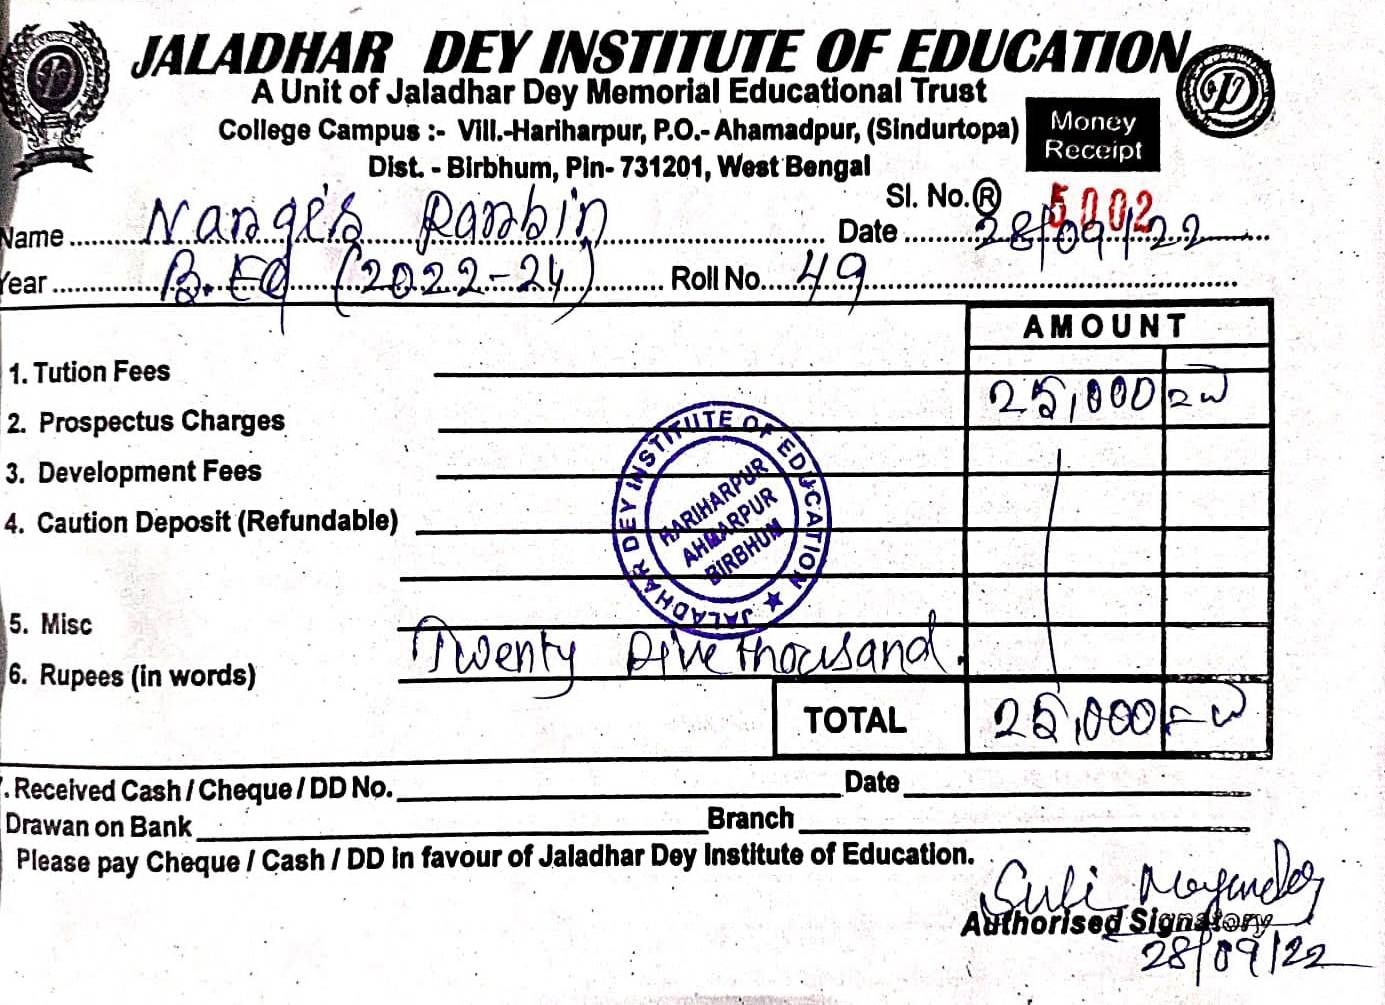 JALADHAR DEY INSTITUTE OF EDUCATION
A Unit of Jaladhar Dey Memorial Educational Trust
College Campus :- Vill.-Hariharpur, P.O.- Ahamadpur, (Sindurtopa)
Money Receipt
Dist. - Birbhum, Pin- 731201, West Bengal
Sl. No. ® 5002
Name Date 28/09/22
Year B.Ed (2022-24) Roll No. 49
AMOUNT
1. Tution Fees 25,000
2. Prospectus Charges
3. Development Fees
4. Caution Deposit (Refundable)
JALADHAR DEY INSTITUTE OF EDUCATION ★
HARIHARPUR
AHMARPUR
BIRBHUM
5. Misc
6. Rupees (in words) Twenty Five thousand.
TOTAL 25,000
. Received Cash / Cheque / DD No. Date
Drawan on Bank Branch
Please pay Cheque / Cash / DD in favour of Jaladhar Dey Institute of Education.
Authorised Signatory
28/09/22